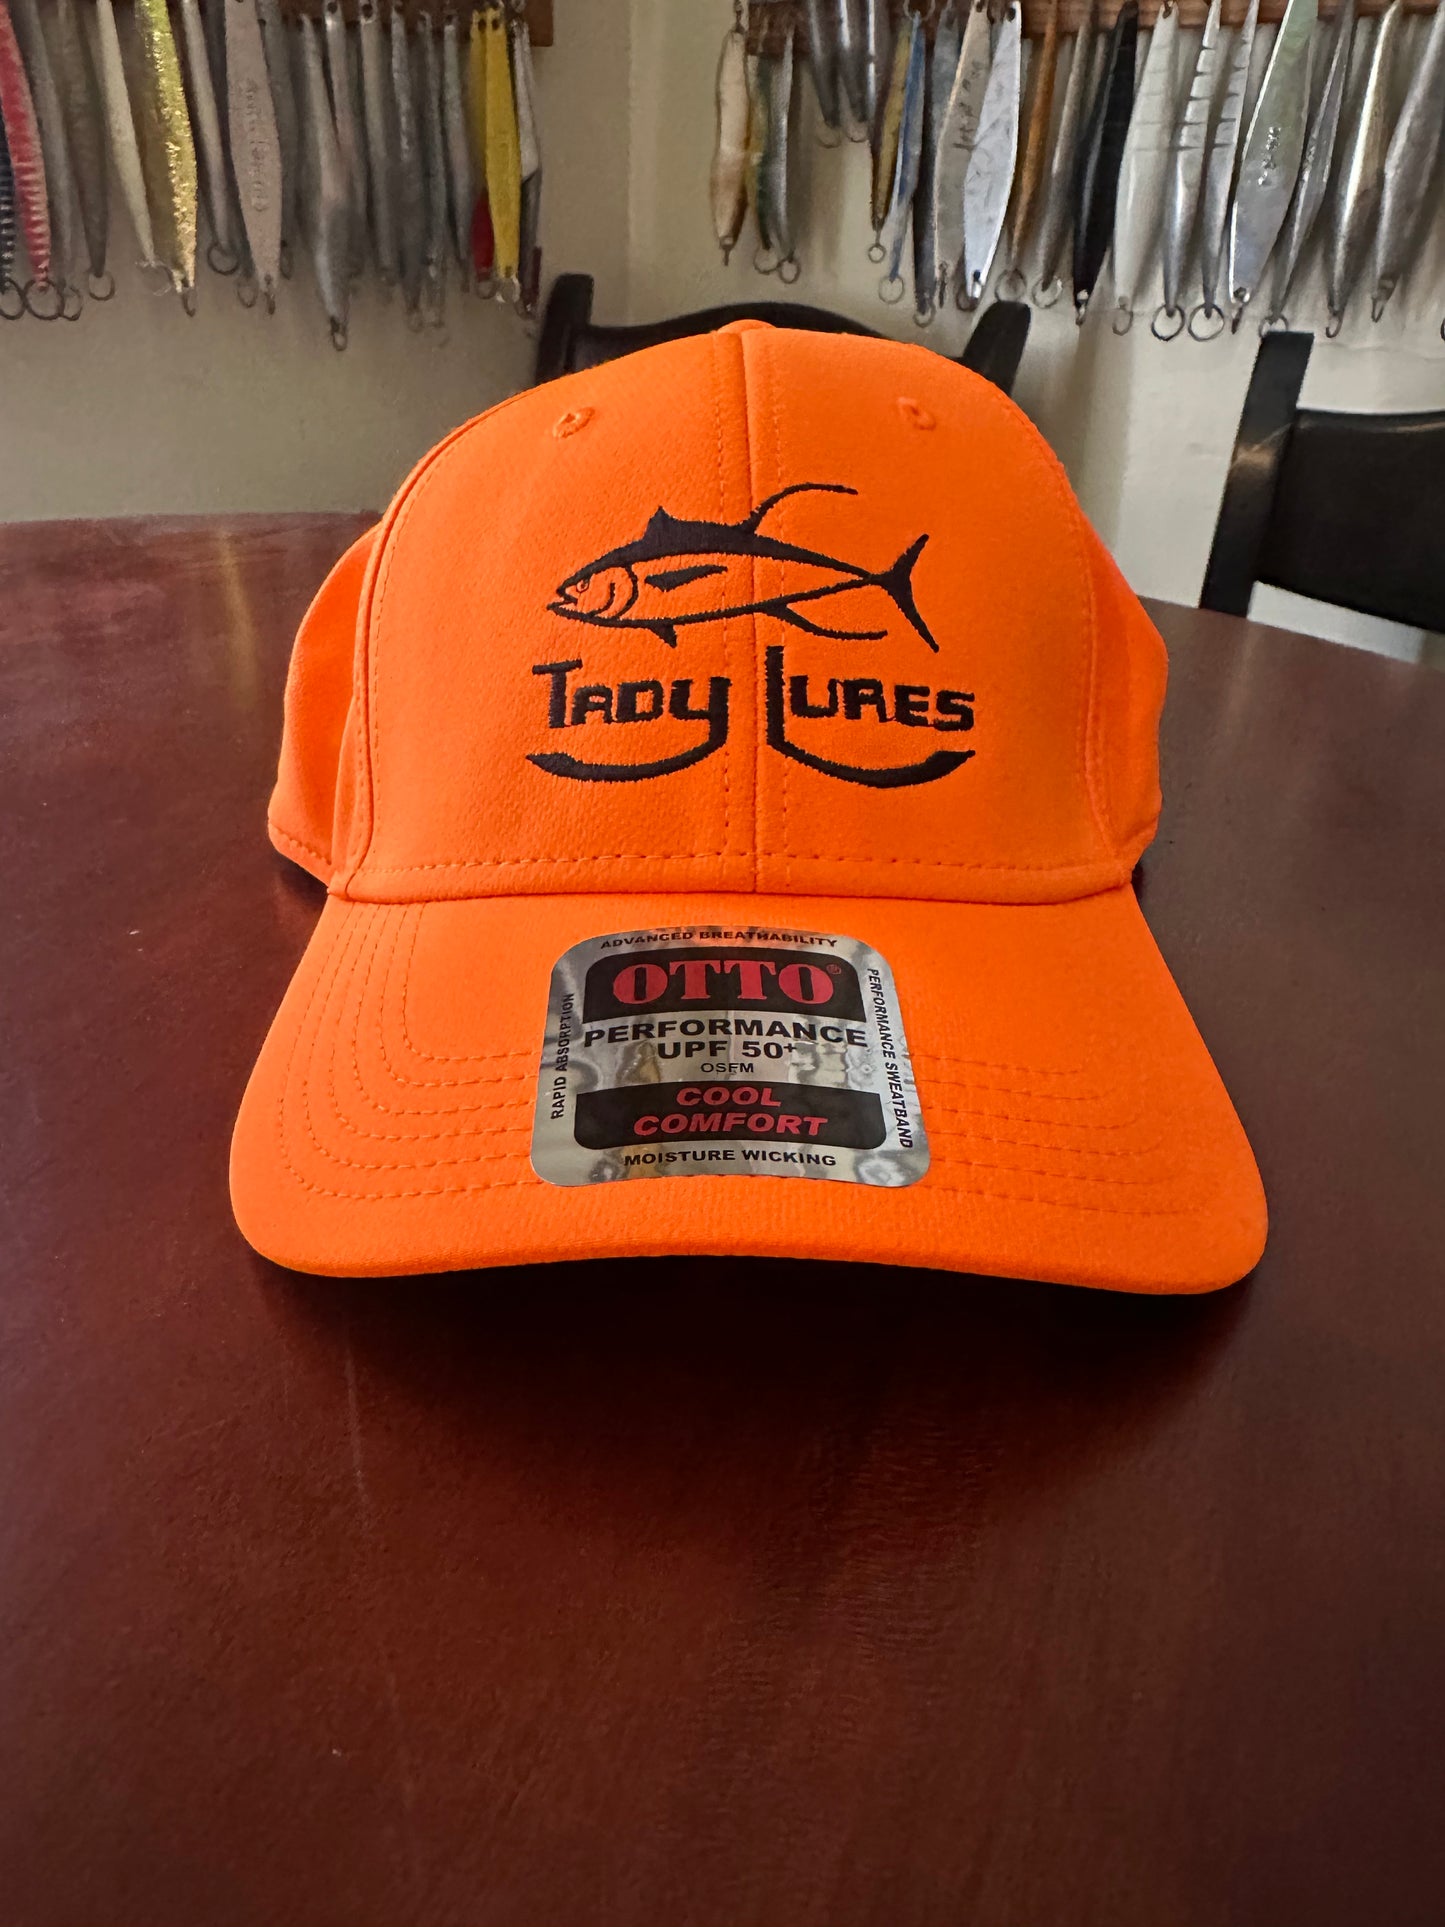 TADY LURES
ADVANCED BREATHABILITY
OTTO®
PERFORMANCE
UPF 50+
OSFM
COOL
COMFORT
MOISTURE WICKING
RAPID ABSORPTION
PERFORMANCE SWEATBAND